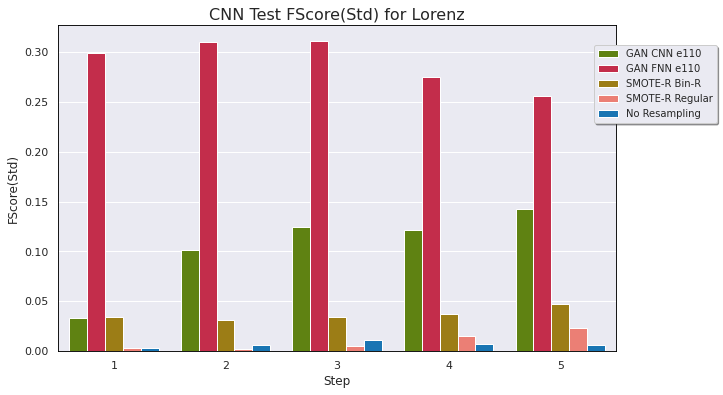 CNN Test FScore(Std) for Lorenz
FScore(Std)
0.30
0.25
0.20
0.15
0.10
0.05
0.00
1 2 3 4 5
Step
GAN CNN e110
GAN FNN e110
SMOTE-R Bin-R
SMOTE-R Regular
No Resampling